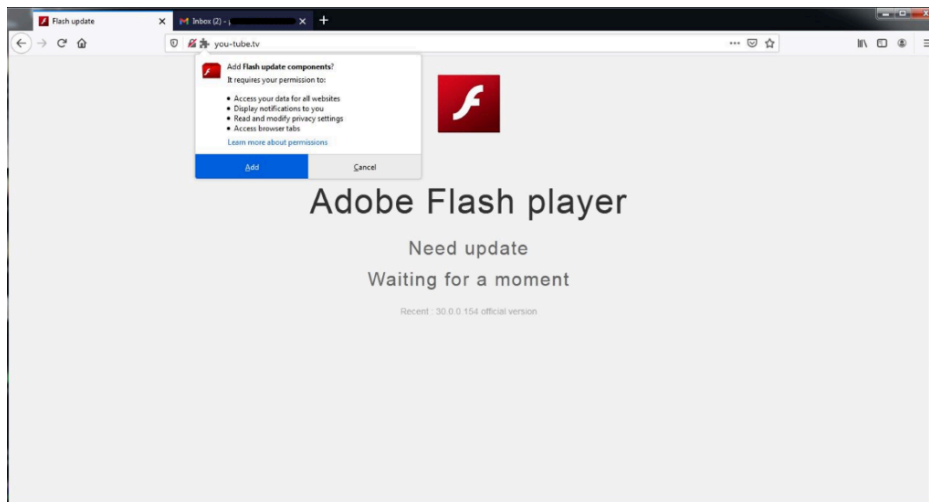 Flash update
Inbox (2) -
you-tube.tv
Add Flash update components?
It requires your permission to:
• Access your data for all websites
• Display notifications to you
• Read and modify privacy settings
• Access browser tabs
Learn more about permissions
Add
Cancel
Adobe Flash player
Need update
Waiting for a moment
Recent : 30.0.0.154 official version